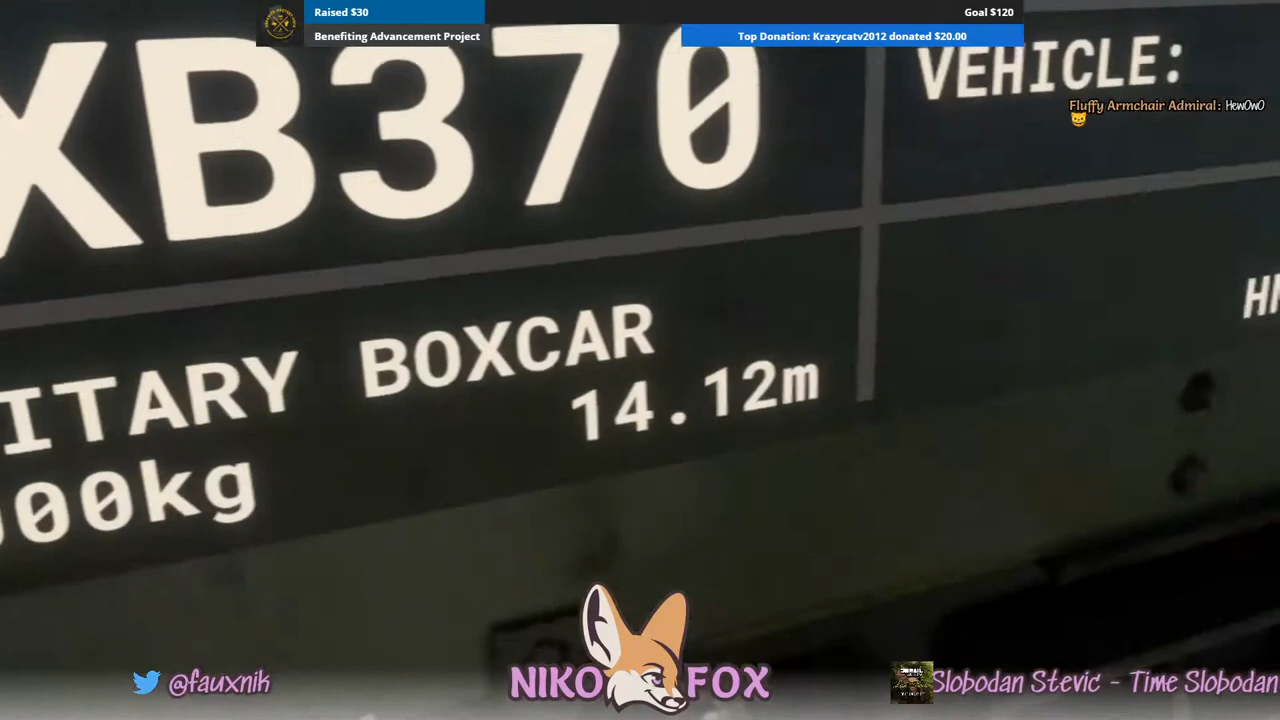 Raised $30
Goal $120
Benefiting Advancement Project
Top Donation: Krazycatv2012 donated $20.00
XB370
VEHICLE:
Fluffy Armchair Admiral: HewOwO
ITARY BOXCAR
14.12m
00kg
@fauxnik
NIKO FOX
Slobodan Stevic - Time Slobodan